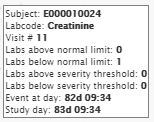 Subject: E000010024
Labcode: Creatinine
Visit # 11
Labs above normal limit: 0
Labs below normal limit: 1
Labs above severity threshold: 0
Labs below severity threshold: 0
Event at day: 82d 09:34
Study day: 83d 09:34